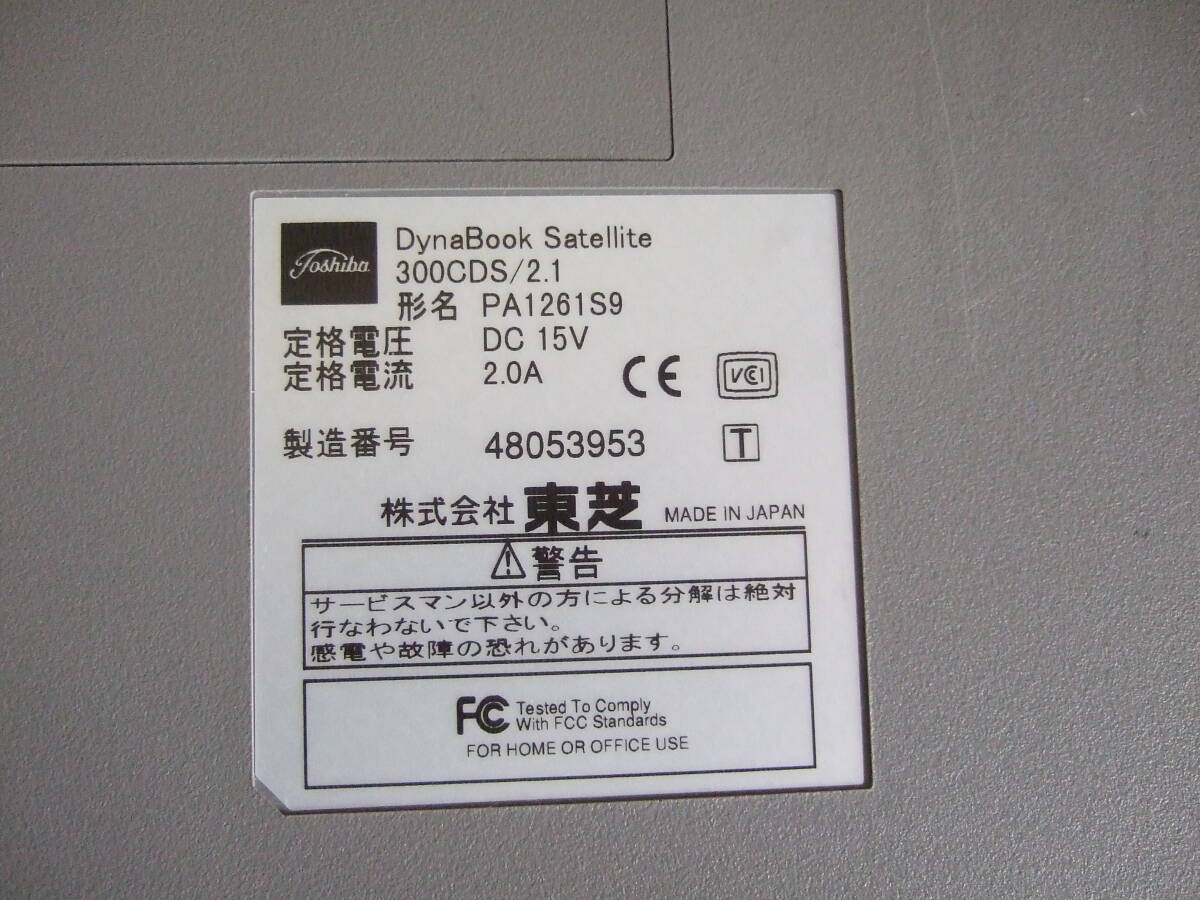 Toshiba
DynaBook Satellite
300CDS/2.1
形名 PA1261S9
定格電圧 DC 15V
定格電流 2.0A
CE VCCI
製造番号 48053953
T
株式会社 東芝 MADE IN JAPAN
警告
サービスマン以外の方による分解は絶対
行なわないで下さい。
感電や故障の恐れがあります。
FC Tested To Comply
With FCC Standards
FOR HOME OR OFFICE USE